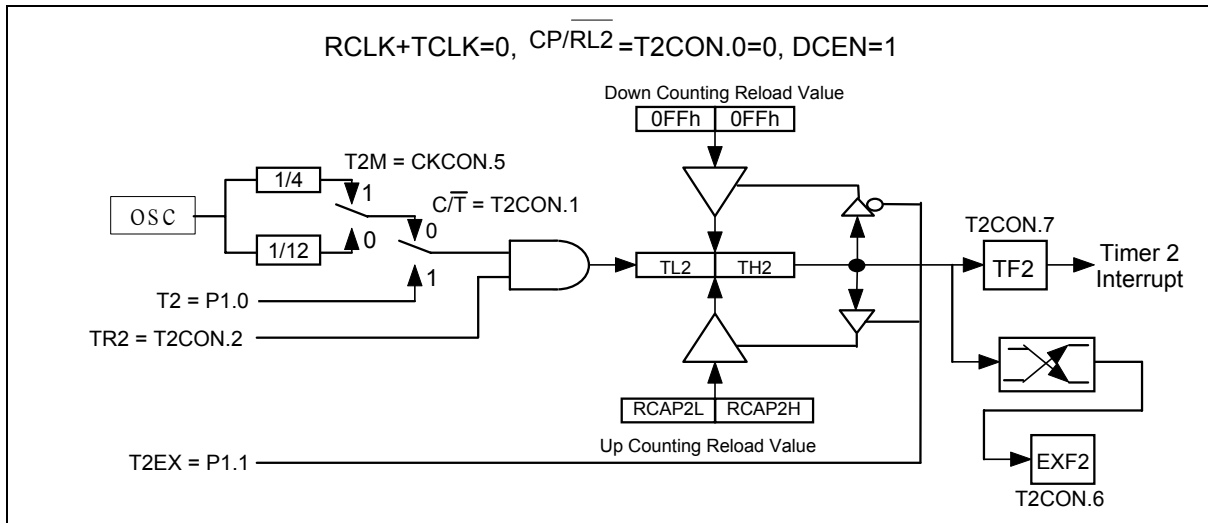 RCLK+TCLK=0, CP/R̅L̅2̅=T2CON.0=0, DCEN=1
Down Counting Reload Value
0FFh 0FFh
T2M = CKCON.5
1/4
1
C/T̅ = T2CON.1
OSC
0
0
1/12
1
T2CON.7
TF2
Timer 2
Interrupt
TL2 TH2
T2 = P1.0
TR2 = T2CON.2
RCAP2L RCAP2H
Up Counting Reload Value
T2EX = P1.1
EXF2
T2CON.6